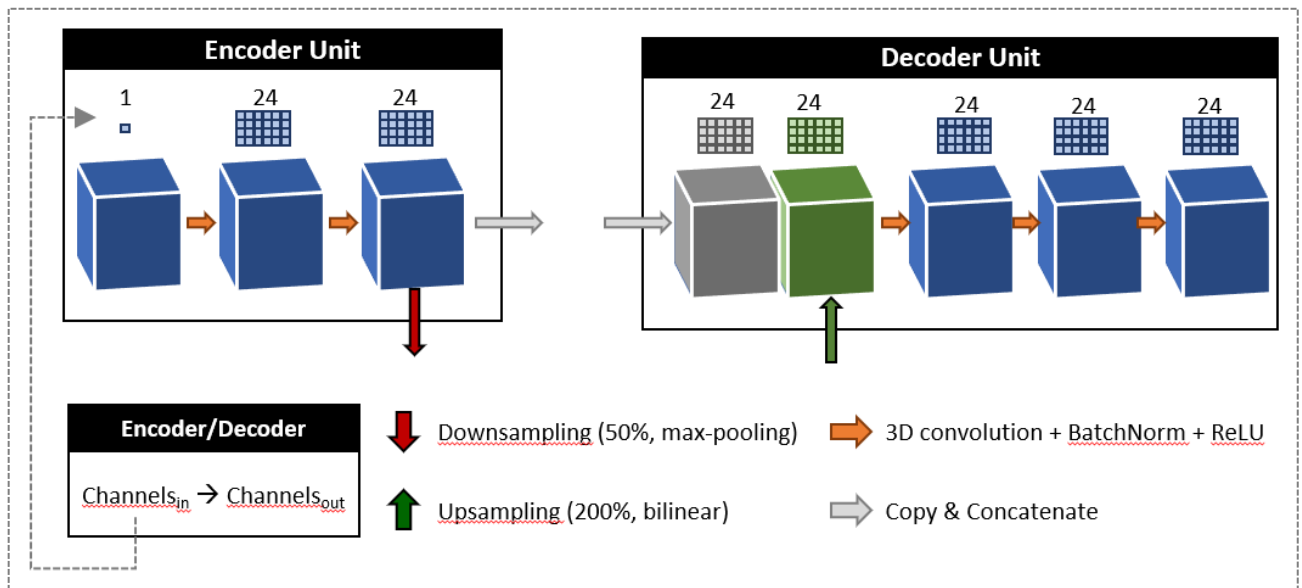 Encoder Unit
1 24 24
Decoder Unit
24 24 24 24 24
Encoder/Decoder
Channelsin → Channelsout
Downsampling (50%, max-pooling)
Upsampling (200%, bilinear)
3D convolution + BatchNorm + ReLU
Copy & Concatenate